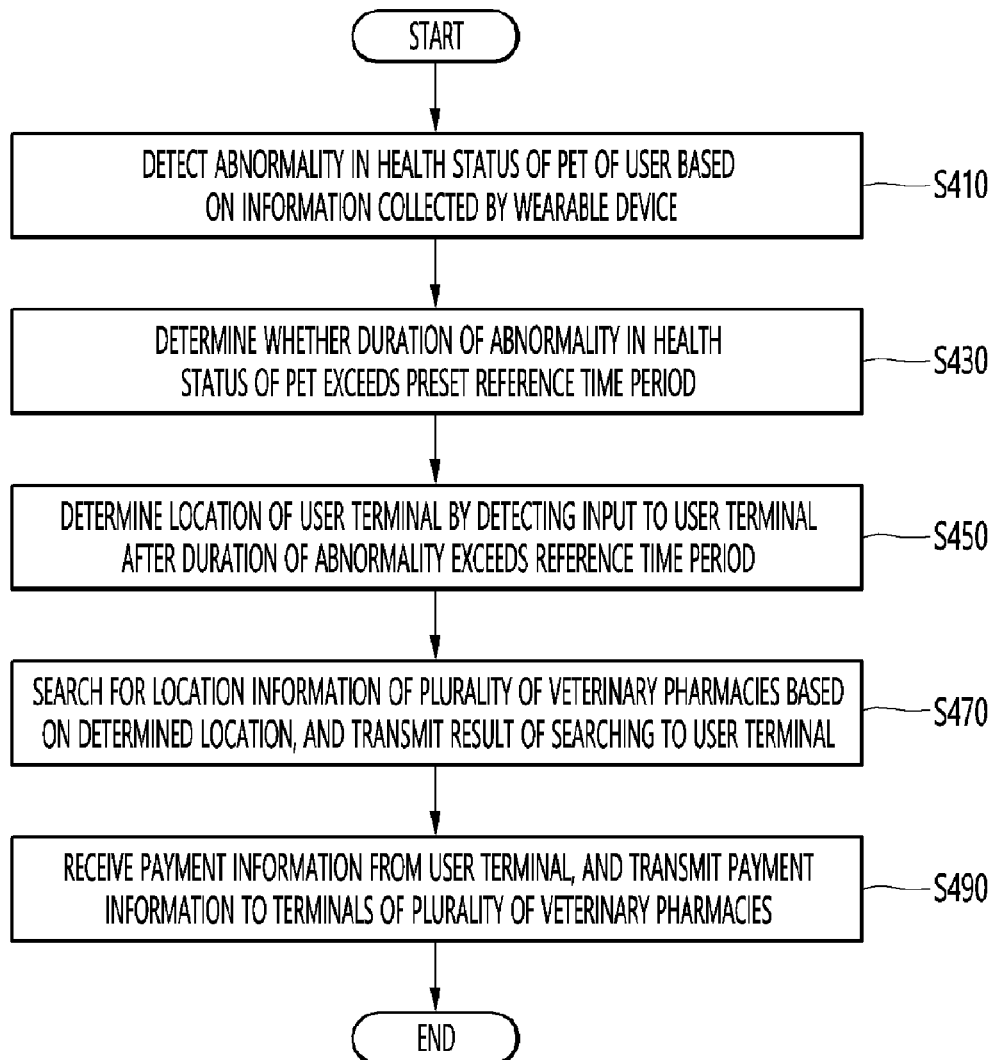 START
DETECT ABNORMALITY IN HEALTH STATUS OF PET OF USER BASED
ON INFORMATION COLLECTED BY WEARABLE DEVICE
S410
DETERMINE WHETHER DURATION OF ABNORMALITY IN HEALTH
STATUS OF PET EXCEEDS PRESET REFERENCE TIME PERIOD
S430
DETERMINE LOCATION OF USER TERMINAL BY DETECTING INPUT TO USER TERMINAL
AFTER DURATION OF ABNORMALITY EXCEEDS REFERENCE TIME PERIOD
S450
SEARCH FOR LOCATION INFORMATION OF PLURALITY OF VETERINARY PHARMACIES BASED
ON DETERMINED LOCATION, AND TRANSMIT RESULT OF SEARCHING TO USER TERMINAL
S470
RECEIVE PAYMENT INFORMATION FROM USER TERMINAL, AND TRANSMIT PAYMENT
INFORMATION TO TERMINALS OF PLURALITY OF VETERINARY PHARMACIES
S490
END